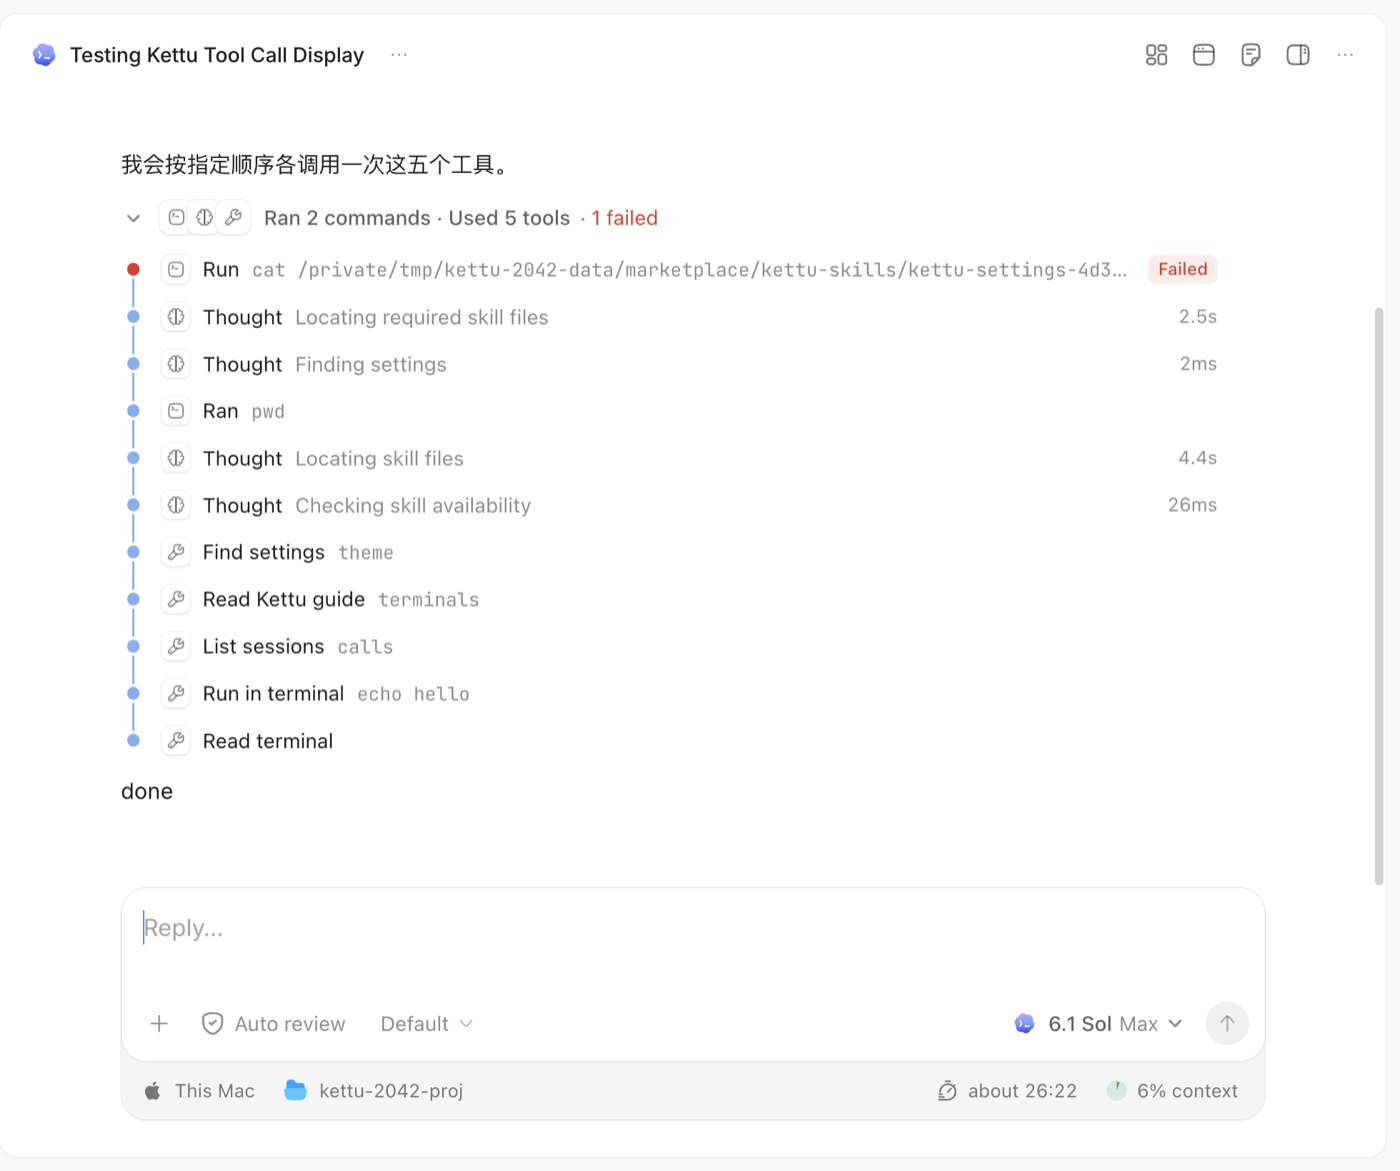 Testing Kettu Tool Call Display
我会按指定顺序各调用一次这五个工具。
Ran 2 commands · Used 5 tools · 1 failed
Run cat /private/tmp/kettu-2042-data/marketplace/kettu-skills/kettu-settings-4d3... Failed
Thought Locating required skill files 2.5s
Thought Finding settings 2ms
Ran pwd
Thought Locating skill files 4.4s
Thought Checking skill availability 26ms
Find settings theme
Read Kettu guide terminals
List sessions calls
Run in terminal echo hello
Read terminal
done
Reply...
Auto review Default 6.1 Sol Max
This Mac kettu-2042-proj about 26:22 6% context